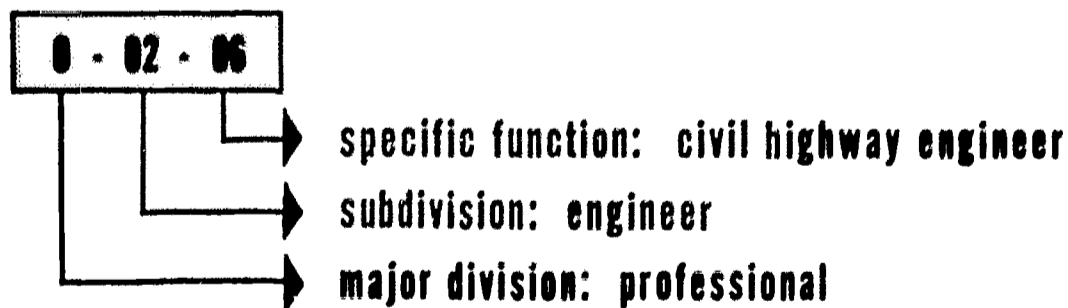 0 - 02 - 06
specific function: civil highway engineer
subdivision: engineer
major division: professional